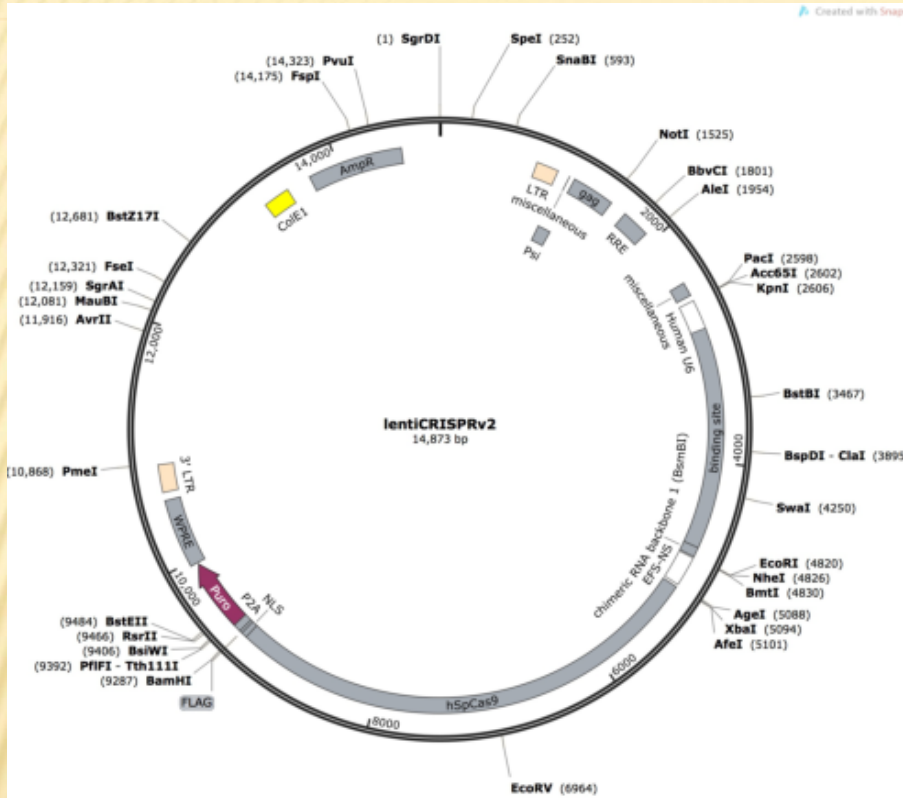 Created with Snap
(1) SgrDI
SpeI (252)
SnaBI (593)
NotI (1525)
BbvCI (1801)
AleI (1954)
PacI (2598)
Acc65I (2602)
KpnI (2606)
BstBI (3467)
BspDI - ClaI (3895
SwaI (4250)
EcoRI (4820)
NheI (4826)
BmtI (4830)
AgeI (5088)
XbaI (5094)
AfeI (5101)
EcoRV (6964)
(9287) BamHI
(9392) PflFI - Tth111I
(9406) BsiWI
(9466) RsrII
(9484) BstEII
(10,868) PmeI
(11,916) AvrII
(12,081) MauBI
(12,159) SgrAI
(12,321) FseI
(12,681) BstZ17I
(14,175) FspI
(14,323) PvuI
2000
4000
6000
8000
10,000
12,000
14,000
LTR
miscellaneous
gag
Psi
RRE
miscellaneous
Human U6
binding site
chimeric RNA backbone 1 (BsmBI)
EFS-NS
hSpCas9
NLS
FLAG
P2A
Puro
WPRE
3' LTR
ColE1
AmpR
lentiCRISPRv2
14,873 bp